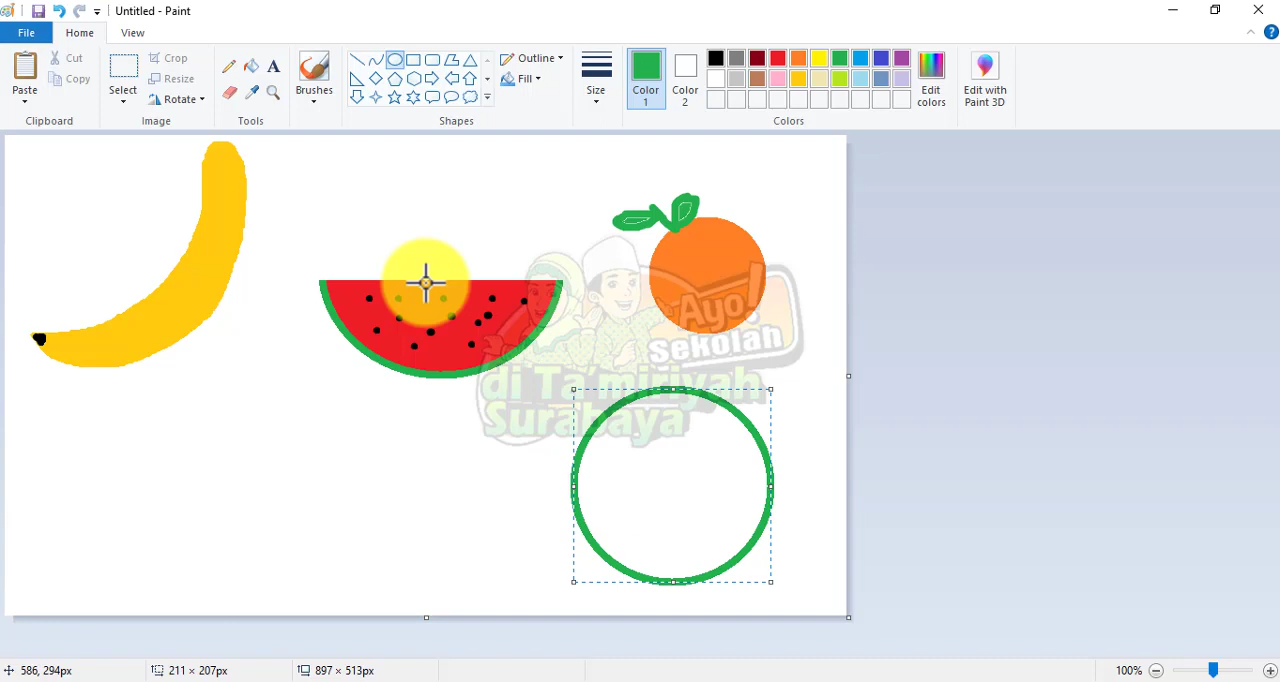 Untitled - Paint
File
Home
View
Paste
Cut
Copy
Clipboard
Select
Crop
Resize
Rotate
Image
Tools
Brushes
Shapes
Outline
Fill
Size
Color 1
Color 2
Edit colors
Colors
Edit with Paint 3D
Ayo!
Sekolah
di Ta'miriyah
Surabaya
586, 294px
211 × 207px
897 × 513px
100%